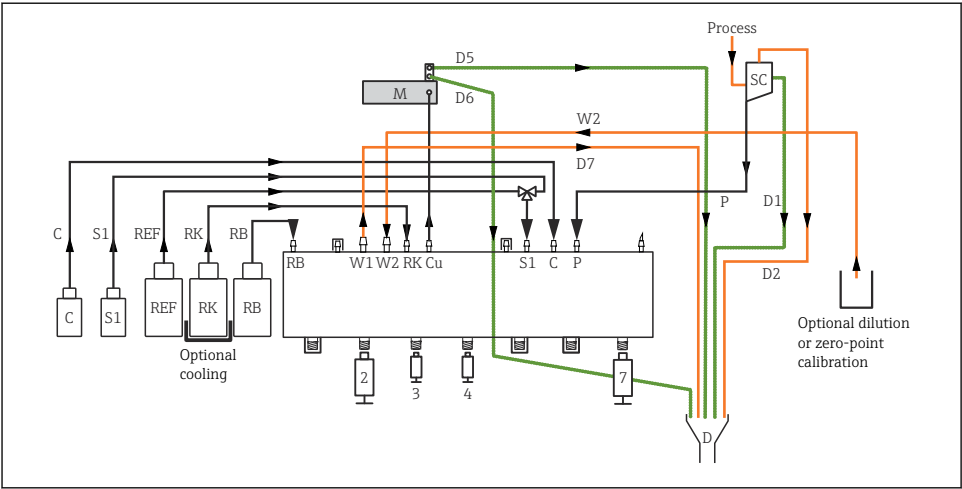 Process
D5
SC
M
D6
W2
D7
P
D1
C
S1
REF
RK
RB
RB
W1
W2
RK
Cu
S1
C
P
D2
C
S1
REF
RK
RB
Optional
cooling
Optional dilution
or zero-point
calibration
2
3
4
7
D